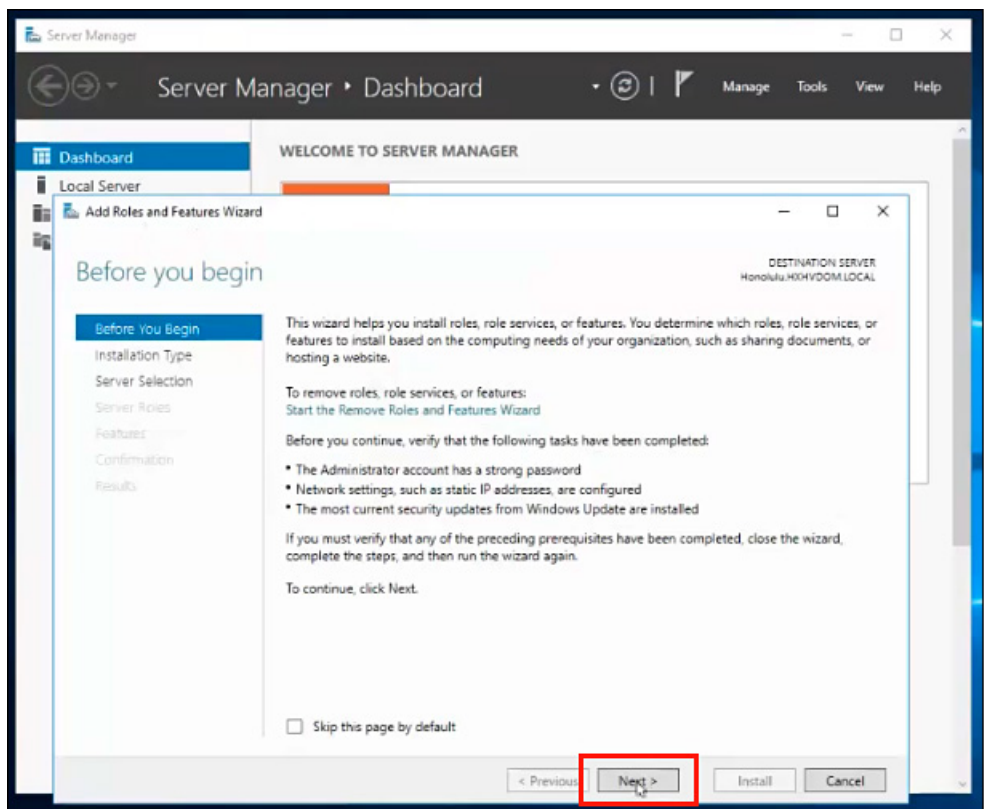 Server Manager
Server Manager • Dashboard
Manage Tools View Help
Dashboard
Local Server
WELCOME TO SERVER MANAGER
Add Roles and Features Wizard
Before you begin
DESTINATION SERVER
Honolulu.HXHVDOM.LOCAL
Before You Begin
Installation Type
Server Selection
Server Roles
Features
Confirmation
Results
This wizard helps you install roles, role services, or features. You determine which roles, role services, or
features to install based on the computing needs of your organization, such as sharing documents, or
hosting a website.
To remove roles, role services, or features:
Start the Remove Roles and Features Wizard
Before you continue, verify that the following tasks have been completed:
• The Administrator account has a strong password
• Network settings, such as static IP addresses, are configured
• The most current security updates from Windows Update are installed
If you must verify that any of the preceding prerequisites have been completed, close the wizard,
complete the steps, and then run the wizard again.
To continue, click Next.
Skip this page by default
< Previous
Next >
Install
Cancel